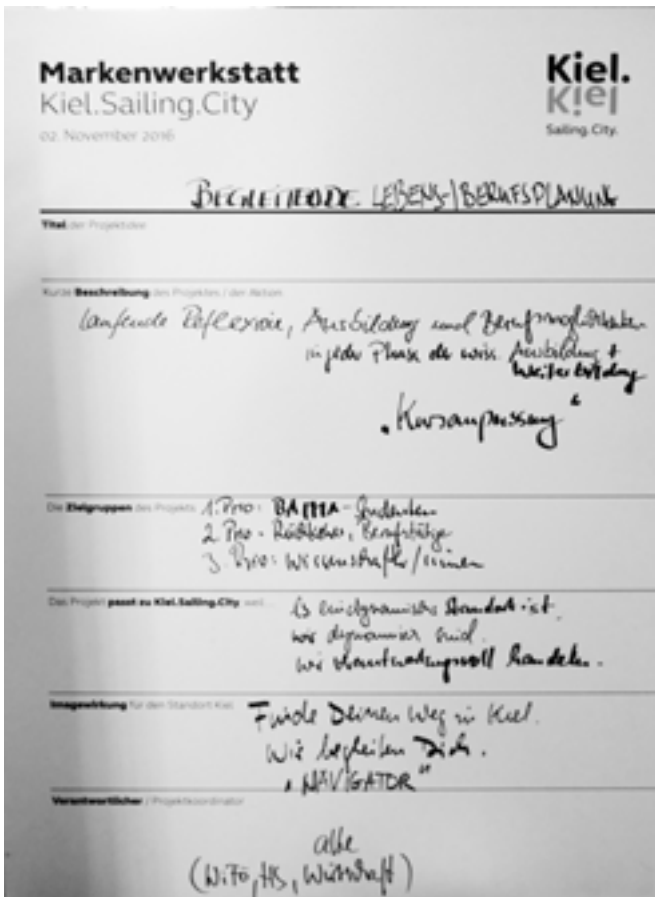 Markenwerkstatt
Kiel.Sailing.City
02. November 2016
Kiel.
Kiel
Sailing.City.
BEGLEITENDE LEBENS-/BERUFSPLANUNG
Titel der Projektidee
Kurze Beschreibung des Projektes / der Aktion
laufende Reflexion, Ausbildung und Berufsmöglichkeiten
in jeder Phase der wiss. Ausbildung +
Weiterbildung
"Kursanpassung"
Die Zielgruppen des Projekts 1. Prio: BA/MA-Studenten
2. Prio - Rückkehrer, Berufstätige
3. Prio: Wissenschaftler/innen
Das Projekt passt zu Kiel.Sailing.City, weil...
es ein dynamischer Standort ist.
wir dynamisch sind.
wir verantwortungsvoll handeln.
Imagewirkung für den Standort Kiel Finde Deinen Weg in Kiel.
Wir begleiten Dich.
"NAVIGATOR"
Verantwortlicher / Projektkoordinator
alle
(WiFö, HS, Wirtschaft)